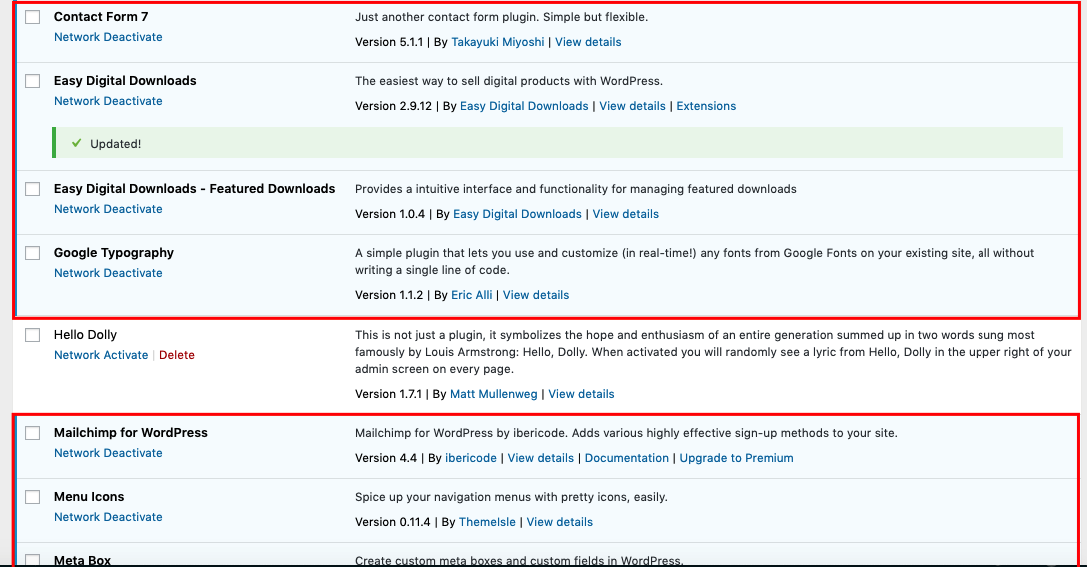 Contact Form 7
Network Deactivate
Just another contact form plugin. Simple but flexible.
Version 5.1.1 | By Takayuki Miyoshi | View details
Easy Digital Downloads
Network Deactivate
The easiest way to sell digital products with WordPress.
Version 2.9.12 | By Easy Digital Downloads | View details | Extensions
Updated!
Easy Digital Downloads - Featured Downloads
Network Deactivate
Provides a intuitive interface and functionality for managing featured downloads
Version 1.0.4 | By Easy Digital Downloads | View details
Google Typography
Network Deactivate
A simple plugin that lets you use and customize (in real-time!) any fonts from Google Fonts on your existing site, all without
writing a single line of code.
Version 1.1.2 | By Eric Alli | View details
Hello Dolly
Network Activate | Delete
This is not just a plugin, it symbolizes the hope and enthusiasm of an entire generation summed up in two words sung most
famously by Louis Armstrong: Hello, Dolly. When activated you will randomly see a lyric from Hello, Dolly in the upper right of your
admin screen on every page.
Version 1.7.1 | By Matt Mullenweg | View details
Mailchimp for WordPress
Network Deactivate
Mailchimp for WordPress by ibericode. Adds various highly effective sign-up methods to your site.
Version 4.4 | By ibericode | View details | Documentation | Upgrade to Premium
Menu Icons
Network Deactivate
Spice up your navigation menus with pretty icons, easily.
Version 0.11.4 | By ThemeIsle | View details
Meta Box
Create custom meta boxes and custom fields in WordPress.